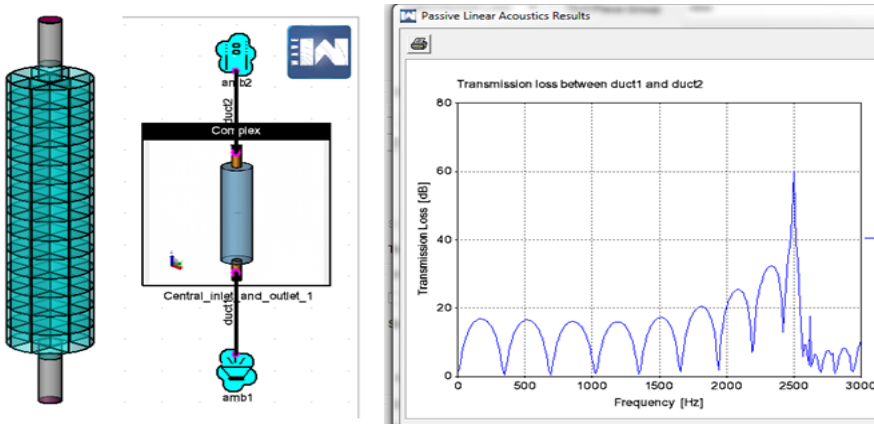 WAVE
amb2
duct2
Complex
Central_inlet_and_outlet_1
duct1
amb1
Passive Linear Acoustics Results
Transmission loss between duct1 and duct2
Transmission Loss [dB]
80
60
40
20
0
0 500 1000 1500 2000 2500 3000
Frequency [Hz]